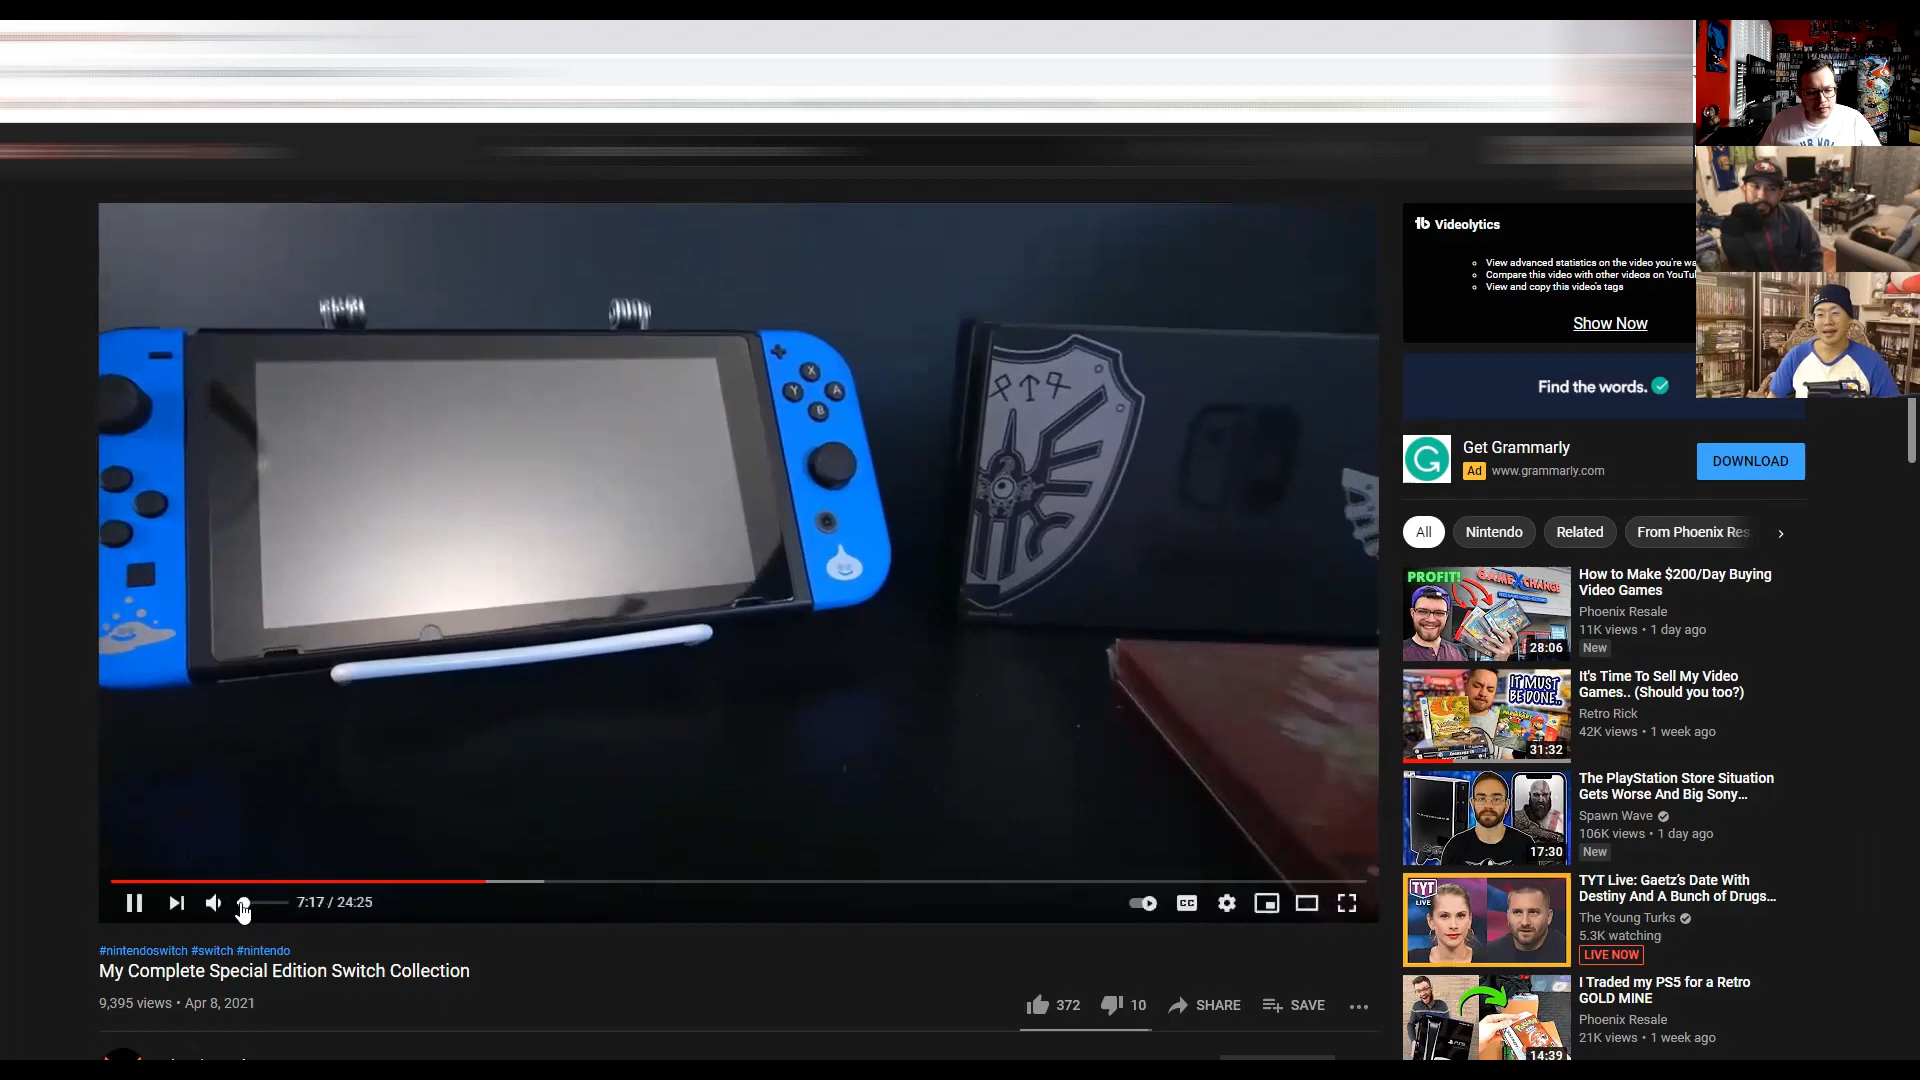 X
Y
A
B
7:17 / 24:25
CC
#nintendoswitch #switch #nintendo
My Complete Special Edition Switch Collection
9,395 views • Apr 8, 2021
372
10
SHARE
SAVE
tb Videolytics
View advanced statistics on the video you're wa
Compare this video with other videos on YouTu
View and copy this video's tags
Show Now
Find the words.
Get Grammarly
Ad www.grammarly.com
DOWNLOAD
All
Nintendo
Related
From Phoenix Res
PROFIT!
GAMEXCHANGE
28:06
How to Make $200/Day Buying
Video Games
Phoenix Resale
11K views • 1 day ago
New
IT MUST
BE DONE..
31:32
It's Time To Sell My Video
Games.. (Should you too?)
Retro Rick
42K views • 1 week ago
17:30
The PlayStation Store Situation
Gets Worse And Big Sony...
Spawn Wave
106K views • 1 day ago
New
TYT
LIVE
TYT Live: Gaetz's Date With
Destiny And A Bunch of Drugs...
The Young Turks
5.3K watching
LIVE NOW
14:39
I Traded my PS5 for a Retro
GOLD MINE
Phoenix Resale
21K views • 1 week ago